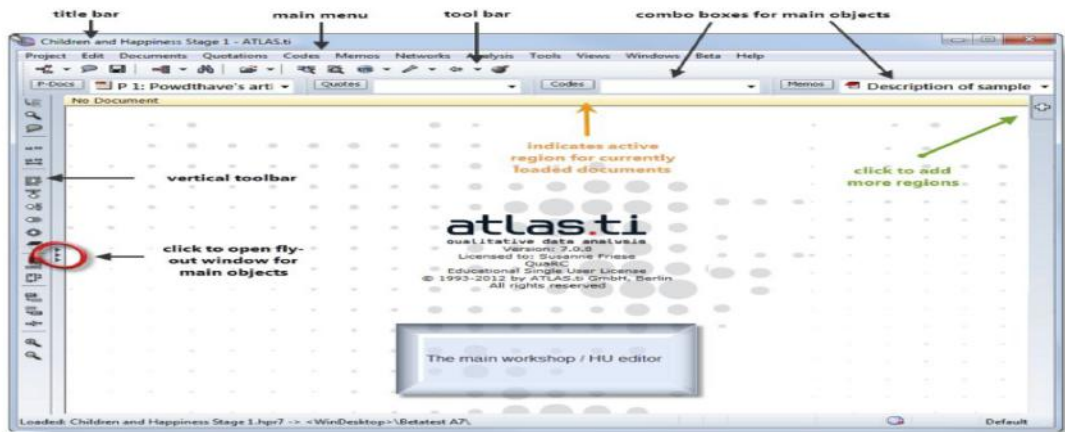 title bar
main menu
tool bar
combo boxes for main objects
Children and Happiness Stage 1 - ATLAS.ti
Project Edit Documents Quotations Codes Memos Networks Analysis Tools Views Windows Beta Help
P-Docs P 1: Powdthave's arti Quotes Codes Memos Description of sample
No Document
indicates active
region for currently
loaded documents
click to add
more regions
vertical toolbar
click to open fly-
out window for
main objects
atlas.ti
qualitative data analysis
Version: 7.0.8
Licensed to: Susanne Friese
QuaRC
Educational Single User License
© 1993-2012 by ATLAS.ti GmbH, Berlin
All rights reserved
The main workshop / HU editor
Loaded: Children and Happiness Stage 1.hpr7 -> <WinDesktop>\Betatest A7\
Default